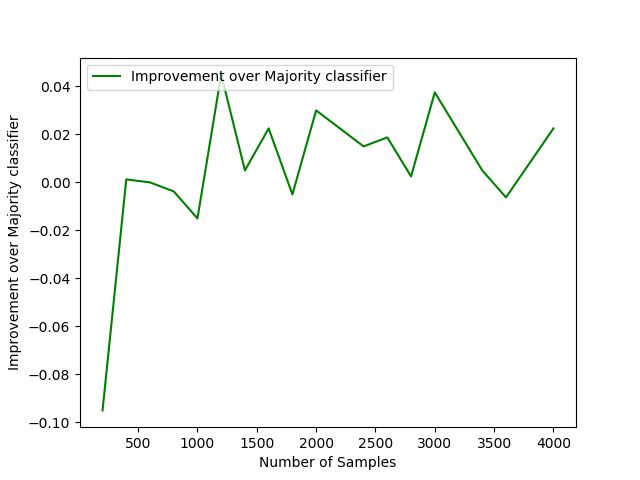 Improvement over Majority classifier
Improvement over Majority classifier
0.04
0.02
0.00
−0.02
−0.04
−0.06
−0.08
−0.10
500 1000 1500 2000 2500 3000 3500 4000
Number of Samples